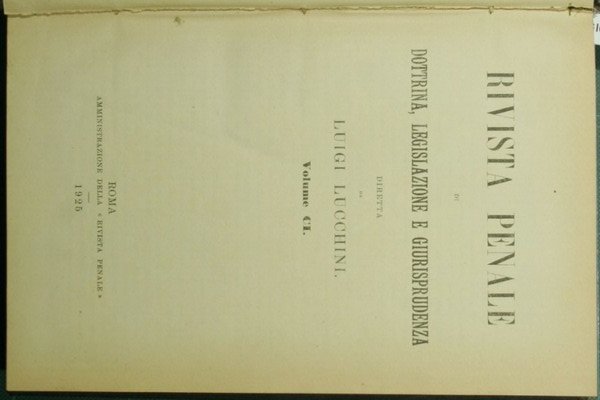 RIVISTA PENALE
DI
DOTTRINA, LEGISLAZIONE E GIURISPRUDENZA
DIRETTA
DA
LUIGI LUCCHINI.
Volume CI.
ROMA
AMMINISTRAZIONE DELLA « RIVISTA PENALE »
1925